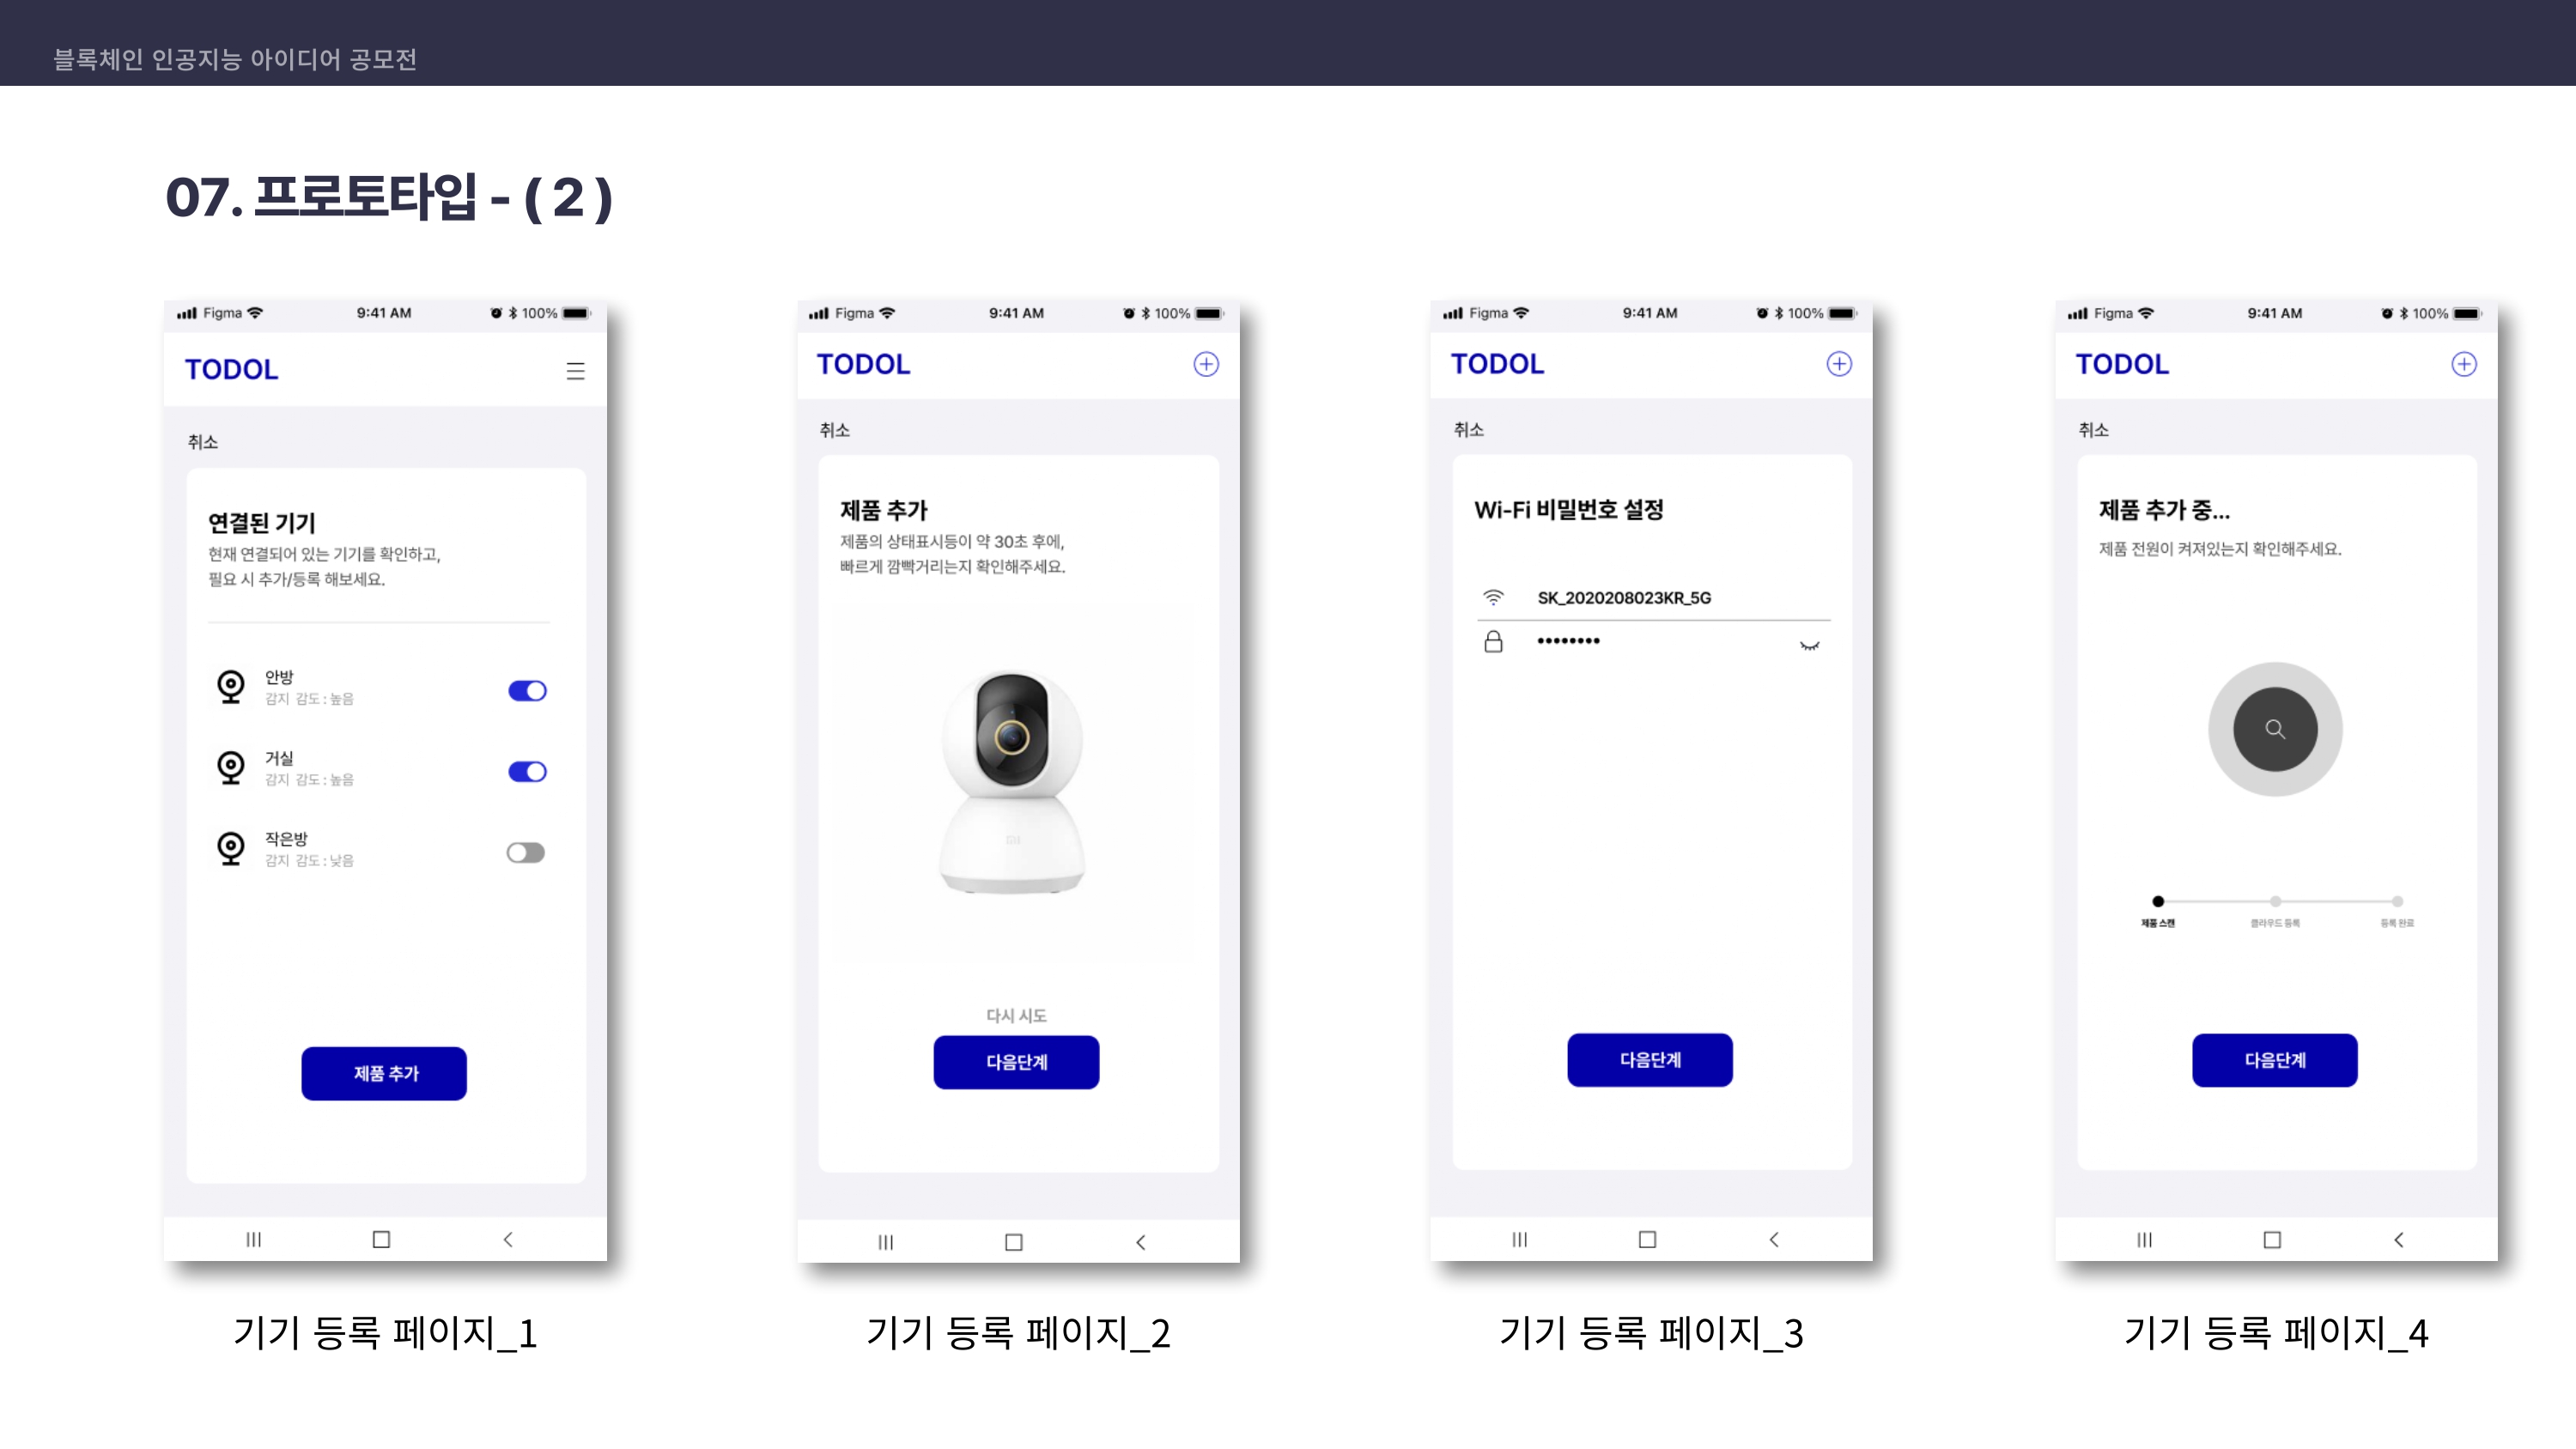 블록체인 인공지능 아이디어 공모전
07. 프로토타입 - ( 2 )
Figma 9:41 AM 100%
TODOL
취소
연결된 기기
현재 연결되어 있는 기기를 확인하고,
필요 시 추가/등록 해보세요.
안방
감지 감도 : 높음
거실
감지 감도 : 높음
작은방
감지 감도 : 낮음
제품 추가
기기 등록 페이지_1
Figma 9:41 AM 100%
TODOL
취소
제품 추가
제품의 상태표시등이 약 30초 후에,
빠르게 깜빡거리는지 확인해주세요.
다시 시도
다음단계
기기 등록 페이지_2
Figma 9:41 AM 100%
TODOL
취소
Wi-Fi 비밀번호 설정
SK_2020208023KR_5G
••••••••
다음단계
기기 등록 페이지_3
Figma 9:41 AM 100%
TODOL
취소
제품 추가 중...
제품 전원이 켜져있는지 확인해주세요.
제품 스캔 클라우드 등록 등록 완료
다음단계
기기 등록 페이지_4